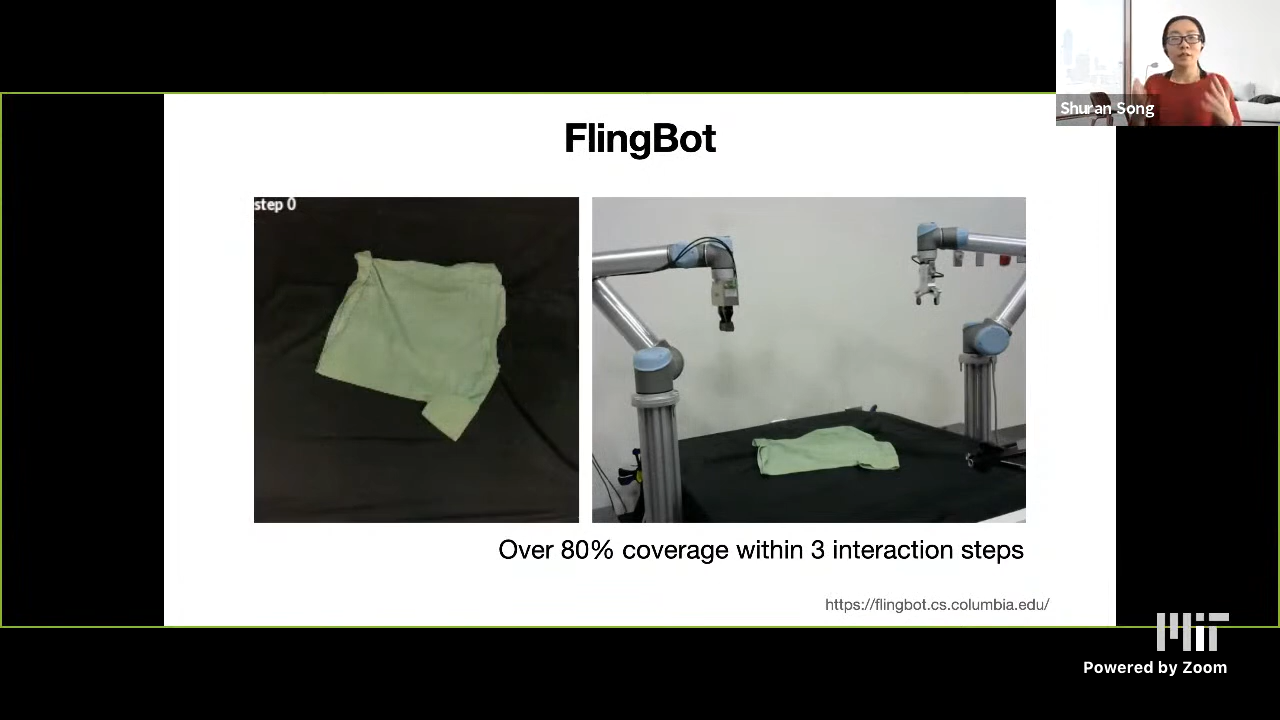 Shuran Song
FlingBot
step 0
Over 80% coverage within 3 interaction steps
https://flingbot.cs.columbia.edu/
MIT
Powered by Zoom